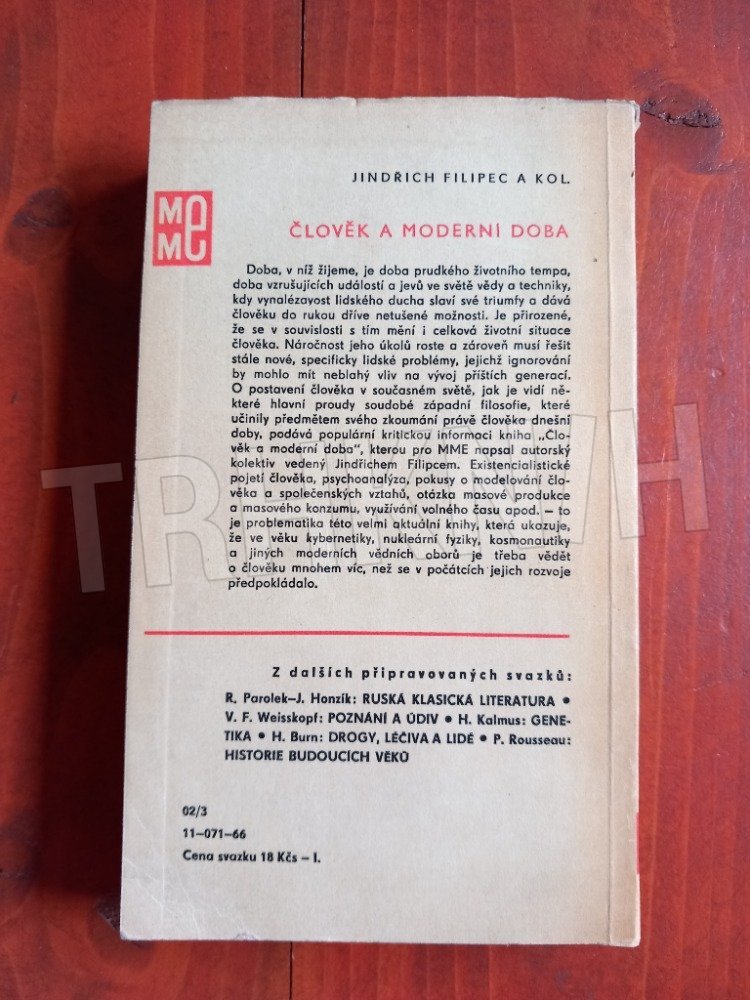 JINDŘICH FILIPEC A KOL.
MME
ČLOVĚK A MODERNÍ DOBA
Doba, v níž žijeme, je doba prudkého životního tempa,
doba vzrušujících událostí a jevů ve světě vědy a techniky,
kdy vynalézavost lidského ducha slaví své triumfy a dává
člověku do rukou dříve netušené možnosti. Je přirozené,
že se v souvislosti s tím mění i celková životní situace
člověka. Náročnost jeho úkolů roste a zároveň musí řešit
stále nové, specificky lidské problémy, jejichž ignorování
by mohlo mít neblahý vliv na vývoj příštích generací.
O postavení člověka v současném světě, jak je vidí ně-
které hlavní proudy soudobé západní filosofie, které
učinily předmětem svého zkoumání právě člověka dnešní
doby, podává populární kritickou informaci kniha „Člo-
věk a moderní doba“, kterou pro MME napsal autorský
kolektiv vedený Jindřichem Filipcem. Existencialistické
pojetí člověka, psychoanalýza, pokusy o modelování člo-
věka a společenských vztahů, otázka masové produkce
a masového konzumu, využívání volného času apod. – to
je problematika této velmi aktuální knihy, která ukazuje,
že ve věku kybernetiky, nukleární fyziky, kosmonautiky
a jiných moderních vědních oborů je třeba vědět
o člověku mnohem víc, než se v počátcích jejich rozvoje
předpokládalo.
Z dalších připravovaných svazků:
R. Parolek–J. Honzík: RUSKÁ KLASICKÁ LITERATURA •
V. F. Weisskopf: POZNÁNÍ A ÚDIV • H. Kalmus: GENE-
TIKA • H. Burn: DROGY, LÉČIVA A LIDÉ • P. Rousseau:
HISTORIE BUDOUCÍCH VĚKŮ
02/3
11–071–66
Cena svazku 18 Kčs – I.